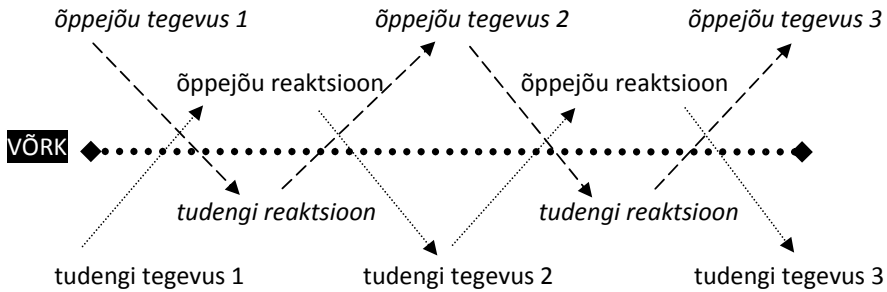 õppejõu tegevus 1 õppejõu tegevus 2 õppejõu tegevus 3
õppejõu reaktsioon õppejõu reaktsioon
VÕRK
tudengi reaktsioon tudengi reaktsioon
tudengi tegevus 1 tudengi tegevus 2 tudengi tegevus 3